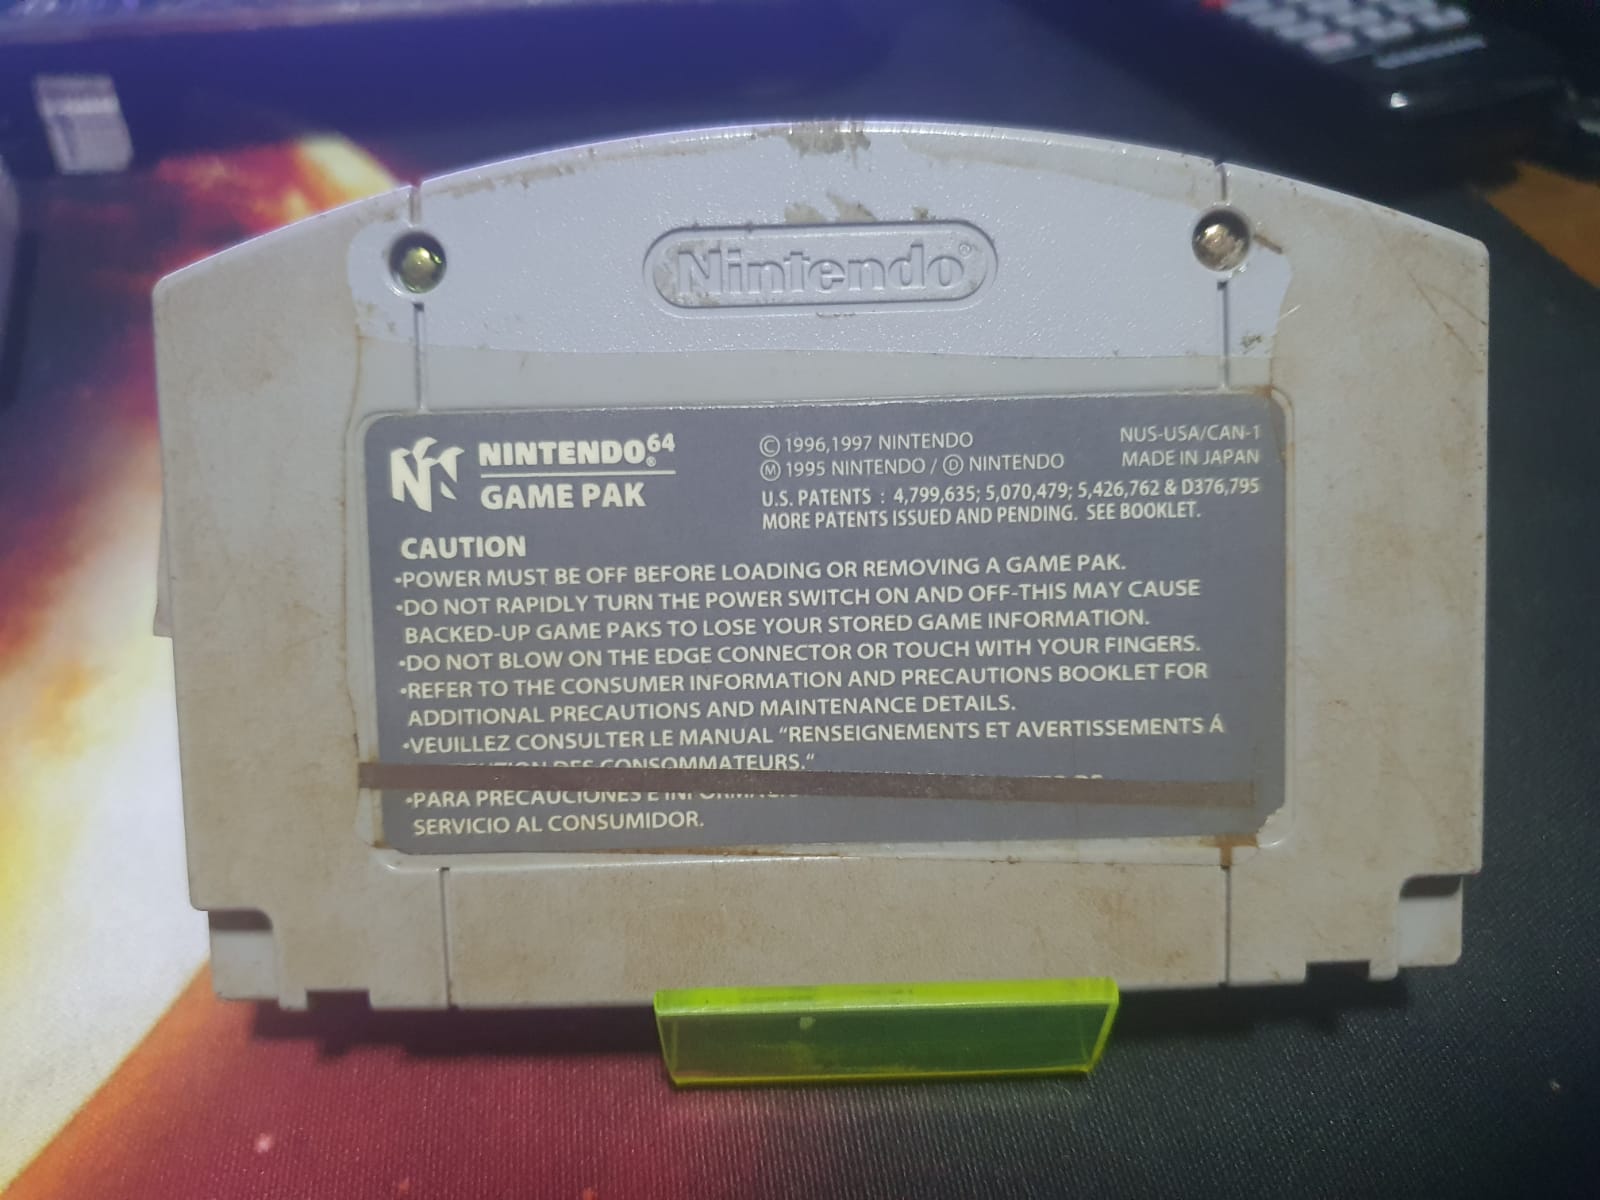 Nintendo®
NINTENDO®64
GAME PAK
© 1996,1997 NINTENDO
Ⓜ 1995 NINTENDO / Ⓓ NINTENDO
NUS-USA/CAN-1
MADE IN JAPAN
U.S. PATENTS : 4,799,635; 5,070,479; 5,426,762 & D376,795
MORE PATENTS ISSUED AND PENDING. SEE BOOKLET.
CAUTION
•POWER MUST BE OFF BEFORE LOADING OR REMOVING A GAME PAK.
•DO NOT RAPIDLY TURN THE POWER SWITCH ON AND OFF-THIS MAY CAUSE
BACKED-UP GAME PAKS TO LOSE YOUR STORED GAME INFORMATION.
•DO NOT BLOW ON THE EDGE CONNECTOR OR TOUCH WITH YOUR FINGERS.
•REFER TO THE CONSUMER INFORMATION AND PRECAUTIONS BOOKLET FOR
ADDITIONAL PRECAUTIONS AND MAINTENANCE DETAILS.
•VEUILLEZ CONSULTER LE MANUAL “RENSEIGNEMENTS ET AVERTISSEMENTS Á
DES CONSOMMATEURS.”
•PARA PRECAUCIONES E
SERVICIO AL CONSUMIDOR.